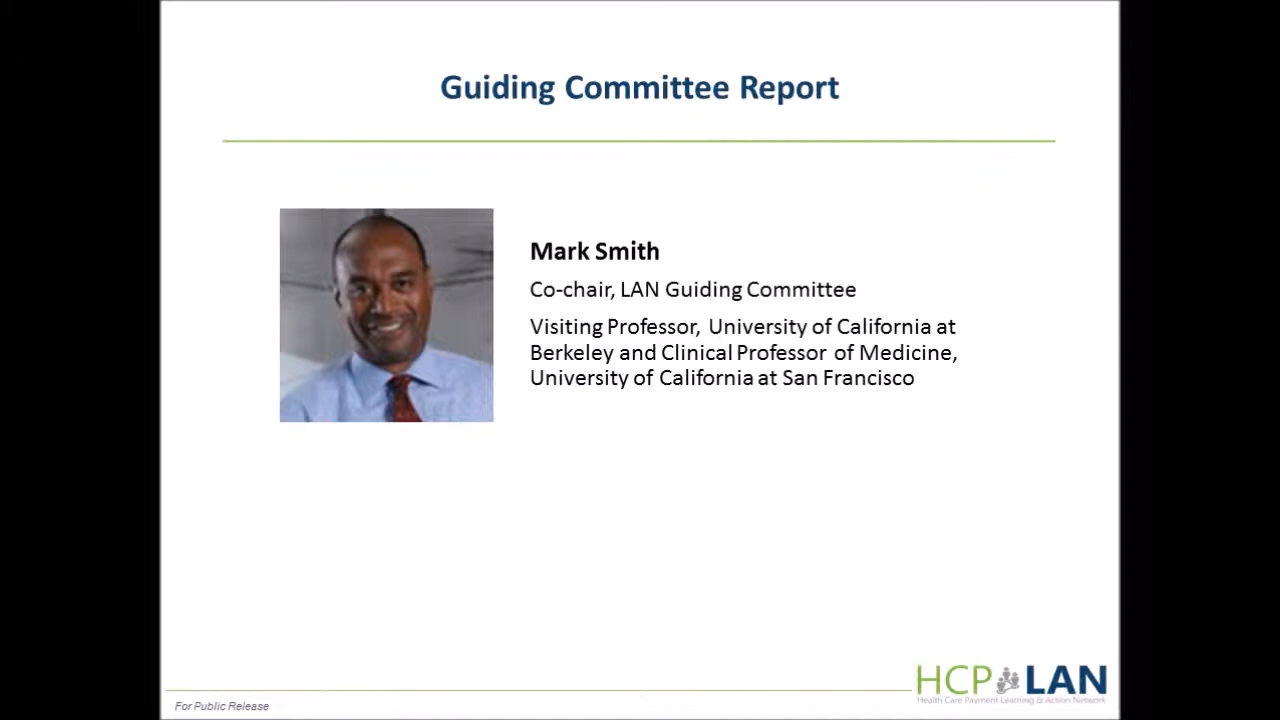 Guiding Committee Report
Mark Smith
Co-chair, LAN Guiding Committee
Visiting Professor, University of California at
Berkeley and Clinical Professor of Medicine,
University of California at San Francisco
HCP LAN
Health Care Payment Learning & Action Network
For Public Release